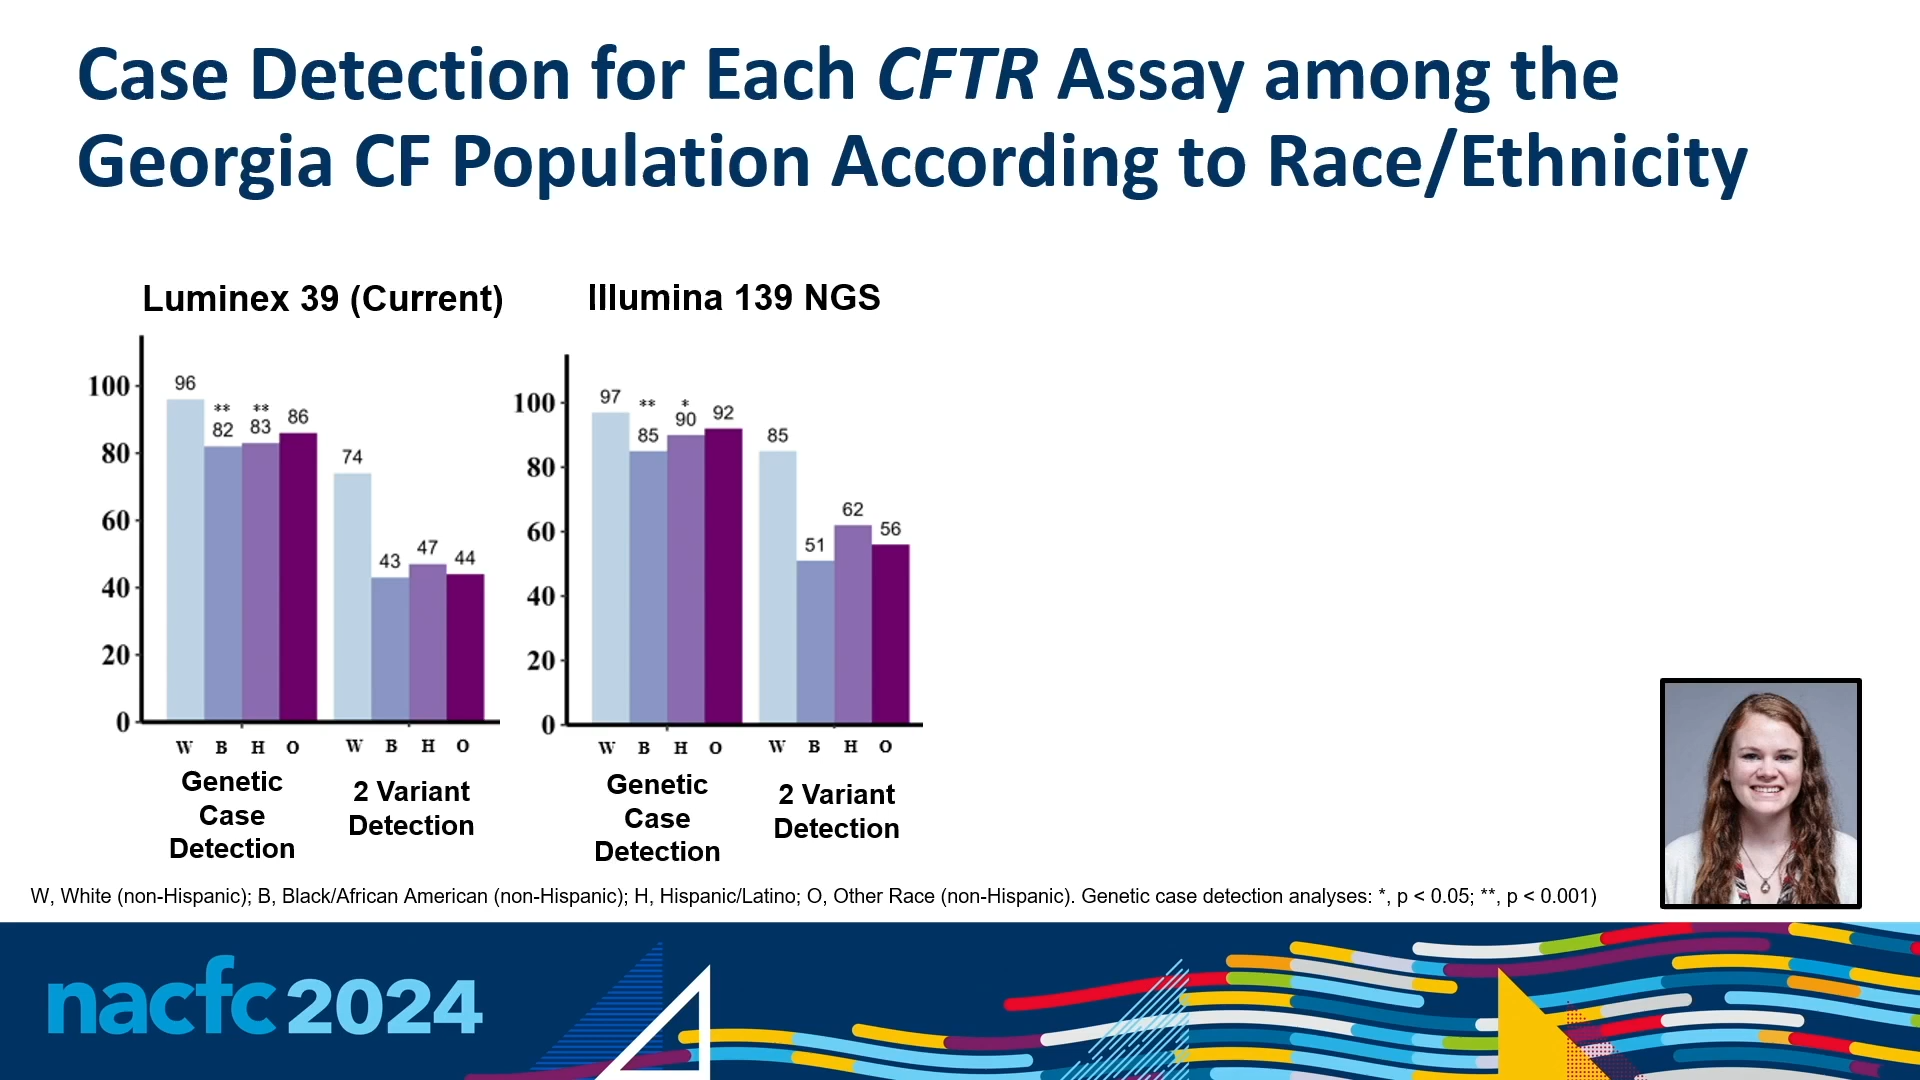 Case Detection for Each CFTR Assay among the
Georgia CF Population According to Race/Ethnicity
Luminex 39 (Current)
100
80
60
40
20
0
96
**
82
**
83
86
74
43
47
44
W B H O W B H O
Genetic
Case
Detection
2 Variant
Detection
Illumina 139 NGS
100
80
60
40
20
0
97
**
85
*
90
92
85
51
62
56
W B H O W B H O
Genetic
Case
Detection
2 Variant
Detection
W, White (non-Hispanic); B, Black/African American (non-Hispanic); H, Hispanic/Latino; O, Other Race (non-Hispanic). Genetic case detection analyses: *, p < 0.05; **, p < 0.001)
nacfc 2024